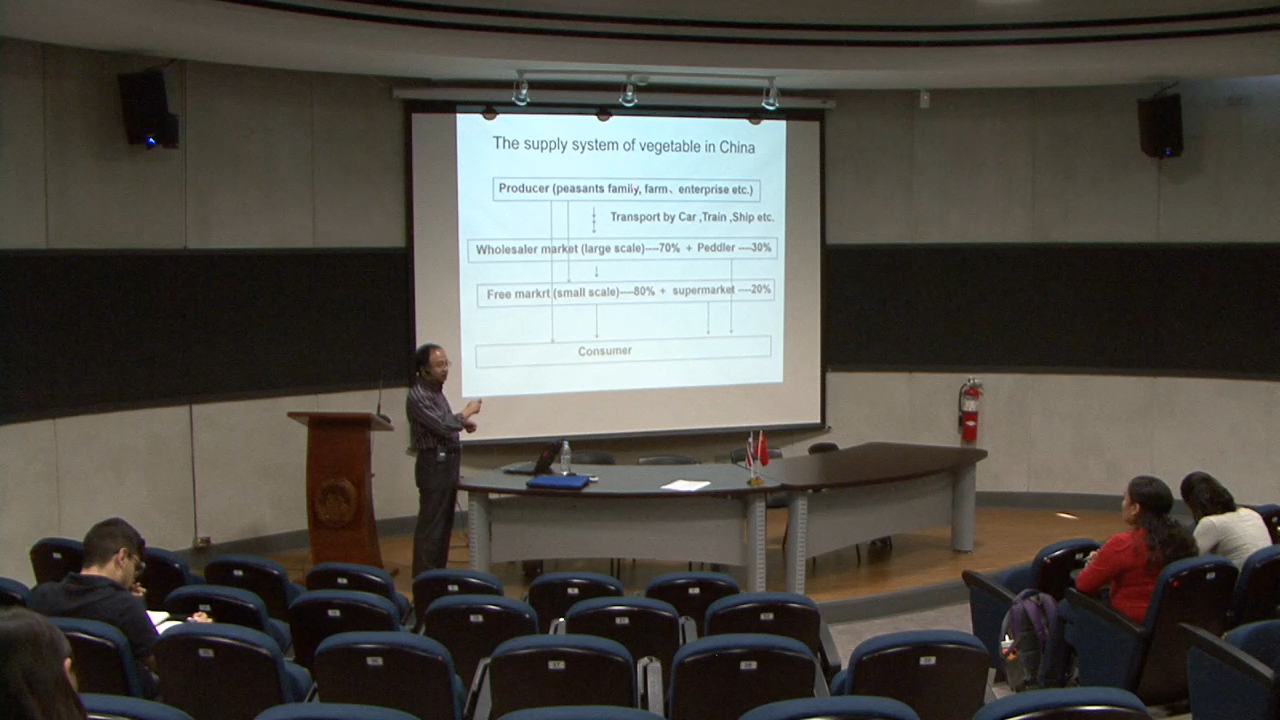 The supply system of vegetable in China
Producer (peasants family, farm、enterprise etc.)
Transport by Car ,Train ,Ship etc.
Wholesaler market (large scale)----70% + Peddler ----30%
Free markrt (small scale)----80% + supermarket ----20%
Consumer